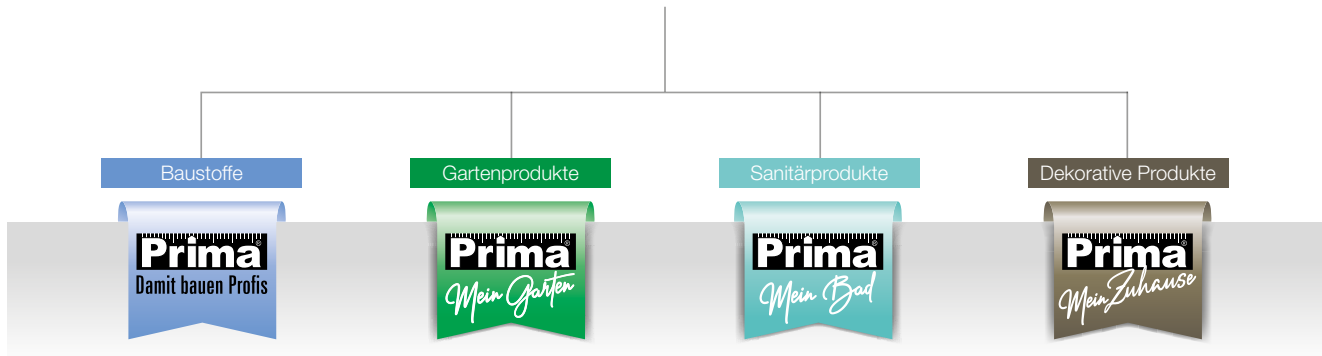 Baustoffe
Gartenprodukte
Sanitärprodukte
Dekorative Produkte
Prima®
Damit bauen Profis
Prima®
Mein Garten
Prima®
Mein Bad
Prima®
Mein Zuhause